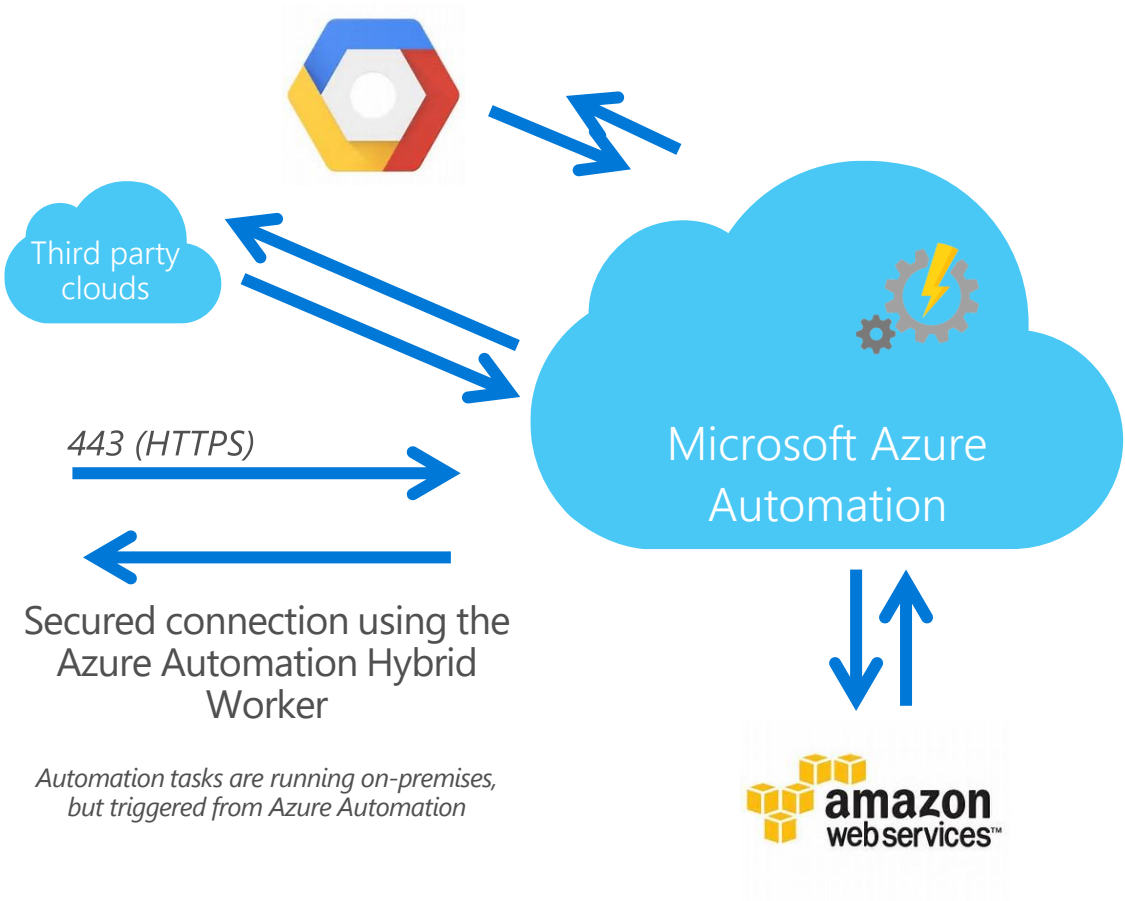 Third party
clouds
443 (HTTPS)
Microsoft Azure
Automation
Secured connection using the
Azure Automation Hybrid
Worker
Automation tasks are running on-premises,
but triggered from Azure Automation
amazon
webservices™